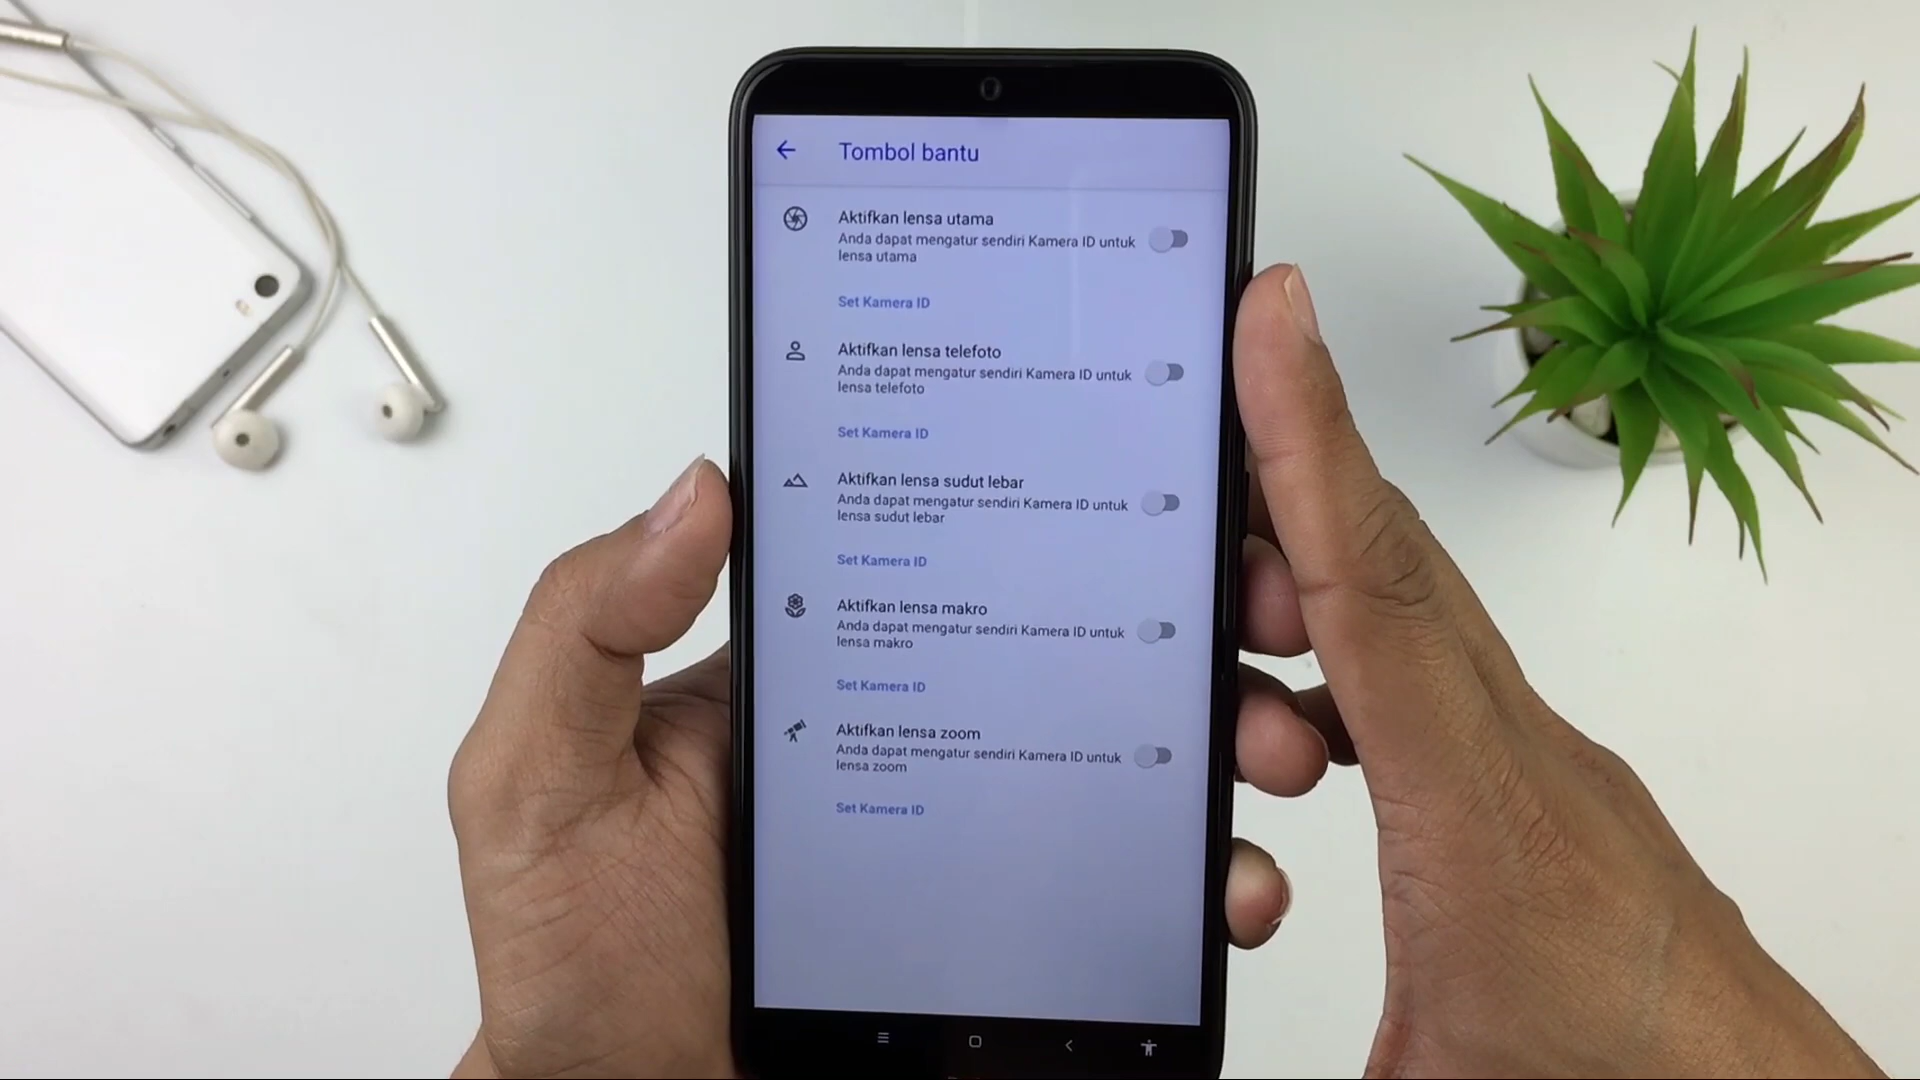 Tombol bantu
Aktifkan lensa utama
Anda dapat mengatur sendiri Kamera ID untuk
lensa utama
Set Kamera ID
Aktifkan lensa telefoto
Anda dapat mengatur sendiri Kamera ID untuk
lensa telefoto
Set Kamera ID
Aktifkan lensa sudut lebar
Anda dapat mengatur sendiri Kamera ID untuk
lensa sudut lebar
Set Kamera ID
Aktifkan lensa makro
Anda dapat mengatur sendiri Kamera ID untuk
lensa makro
Set Kamera ID
Aktifkan lensa zoom
Anda dapat mengatur sendiri Kamera ID untuk
lensa zoom
Set Kamera ID